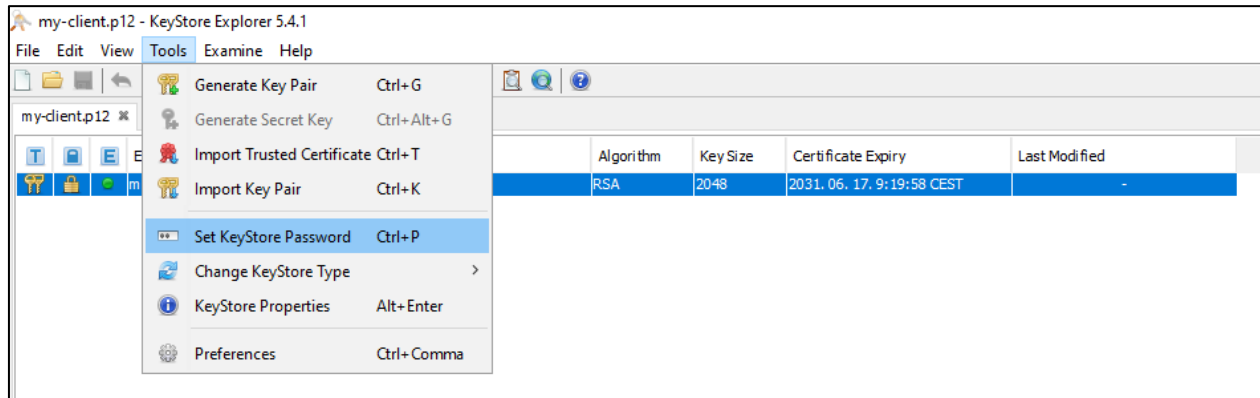 my-client.p12 - KeyStore Explorer 5.4.1
File Edit View Tools Examine Help
my-client.p12
Generate Key Pair Ctrl+G
Generate Secret Key Ctrl+Alt+G
Import Trusted Certificate Ctrl+T
Import Key Pair Ctrl+K
Set KeyStore Password Ctrl+P
Change KeyStore Type
KeyStore Properties Alt+Enter
Preferences Ctrl+Comma
T E E Algorithm Key Size Certificate Expiry Last Modified
m RSA 2048 2031. 06. 17. 9:19:58 CEST -